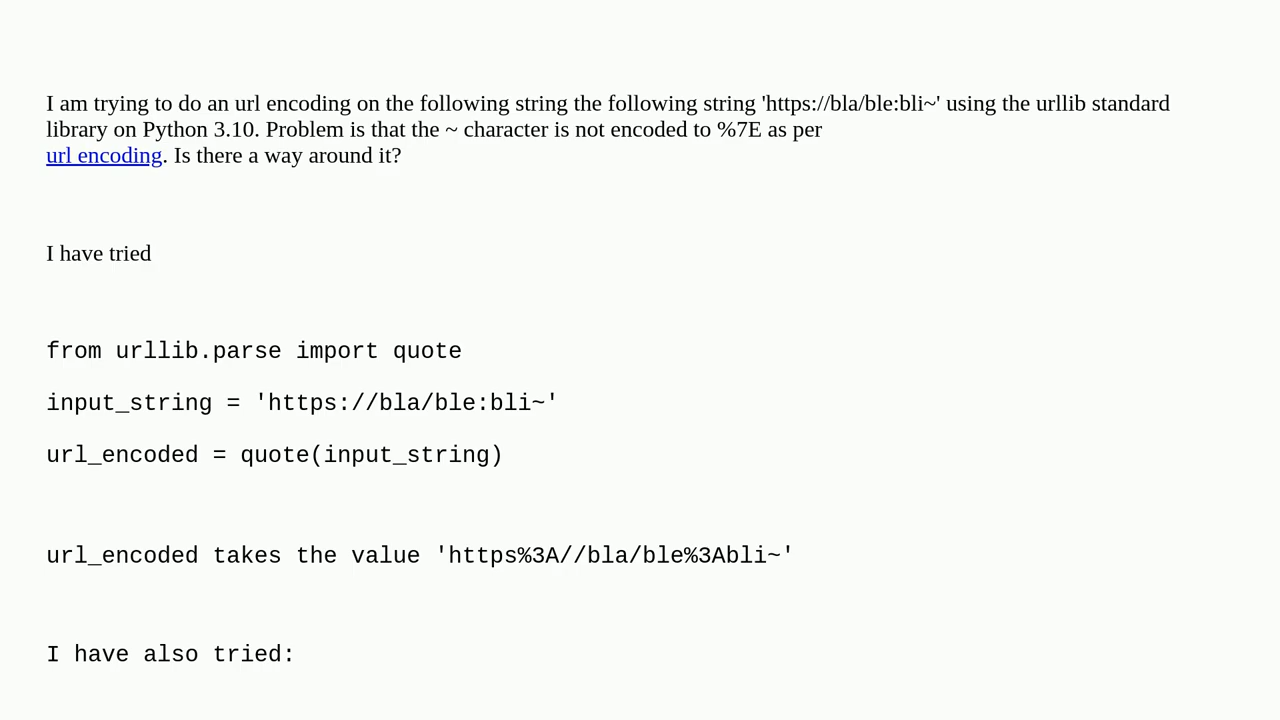 I am trying to do an url encoding on the following string the following string 'https://bla/ble:bli~' using the urllib standard
library on Python 3.10. Problem is that the ~ character is not encoded to %7E as per
url encoding. Is there a way around it?
I have tried
from urllib.parse import quote
input_string = 'https://bla/ble:bli~'
url_encoded = quote(input_string)
url_encoded takes the value 'https%3A//bla/ble%3Abli~'
I have also tried: